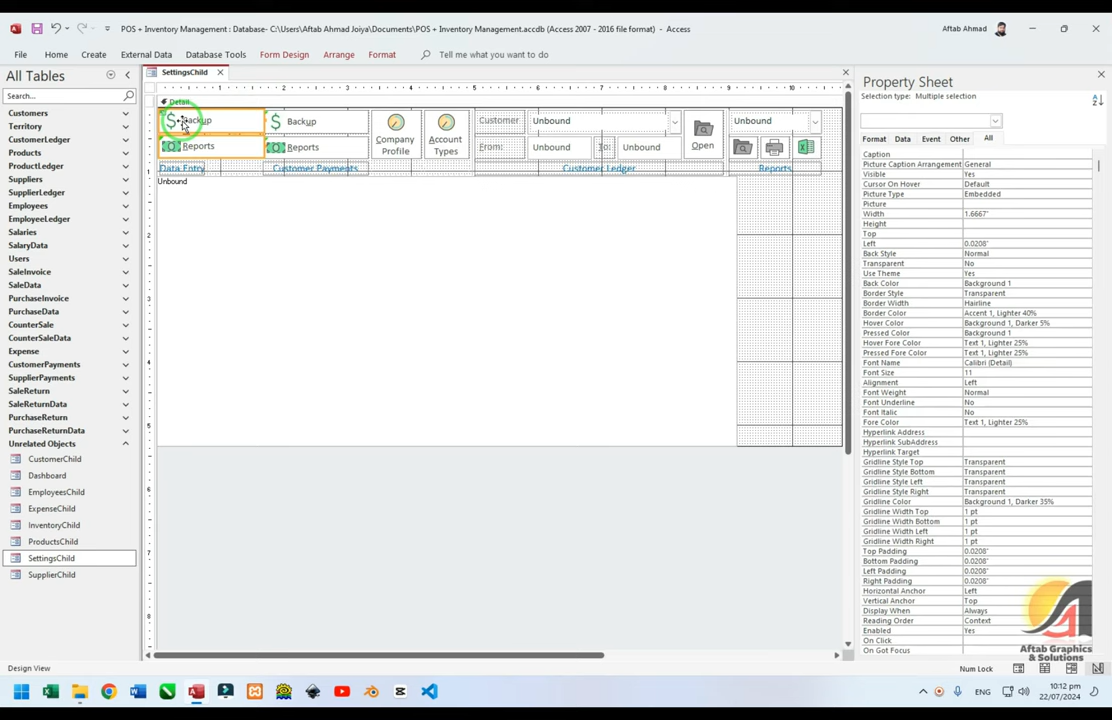 POS + Inventory Management : Database- C:\Users\Aftab Ahmad Joiya\Documents\POS + Inventory Management.accdb (Access 2007 - 2016 file format) - Access
Aftab Ahmad
File
Home
Create
External Data
Database Tools
Form Design
Arrange
Format
Tell me what you want to do
All Tables
Search...
Customers
Territory
CustomerLedger
Products
ProductLedger
Suppliers
SupplierLedger
Employees
EmployeeLedger
Salaries
SalaryData
Users
SaleInvoice
SaleData
PurchaseInvoice
PurchaseData
CounterSale
CounterSaleData
Expense
CustomerPayments
SupplierPayments
SaleReturn
SaleReturnData
PurchaseReturn
PurchaseReturnData
Unrelated Objects
CustomerChild
Dashboard
EmployeesChild
ExpenseChild
InventoryChild
ProductsChild
SettingsChild
SupplierChild
SettingsChild
1 2 3 4 5 6 7 8 9 10
Detail
Backup
Backup
Reports
Reports
Company
Profile
Account
Types
Customer
Unbound
From:
Unbound
To:
Unbound
Open
Unbound
Data Entry
Customer Payments
Customer Ledger
Reports
Unbound
Property Sheet
Selection type: Multiple selection
Format
Data
Event
Other
All
Caption
Picture Caption Arrangement General
Visible Yes
Cursor On Hover Default
Picture Type Embedded
Picture
Width 1.6667"
Height
Top
Left 0.0208"
Back Style Normal
Transparent No
Use Theme Yes
Back Color Background 1
Border Style Transparent
Border Width Hairline
Border Color Accent 1, Lighter 40%
Hover Color Background 1, Darker 5%
Pressed Color Background 1
Hover Fore Color Text 1, Lighter 25%
Pressed Fore Color Text 1, Lighter 25%
Font Name Calibri (Detail)
Font Size 11
Alignment Left
Font Weight Normal
Font Underline No
Font Italic No
Fore Color Text 1, Lighter 25%
Hyperlink Address
Hyperlink SubAddress
Hyperlink Target
Gridline Style Top Transparent
Gridline Style Bottom Transparent
Gridline Style Left Transparent
Gridline Style Right Transparent
Gridline Color Background 1, Darker 35%
Gridline Width Top 1 pt
Gridline Width Bottom 1 pt
Gridline Width Left 1 pt
Gridline Width Right 1 pt
Top Padding 0.0208"
Bottom Padding 0.0208"
Left Padding 0.0208"
Right Padding 0.0208"
Horizontal Anchor Left
Vertical Anchor Top
Display When Always
Reading Order Context
Enabled Yes
On Click
On Got Focus
Aftab Graphics
& Solutions
Design View
Num Lock
ENG
10:12 pm
22/07/2024